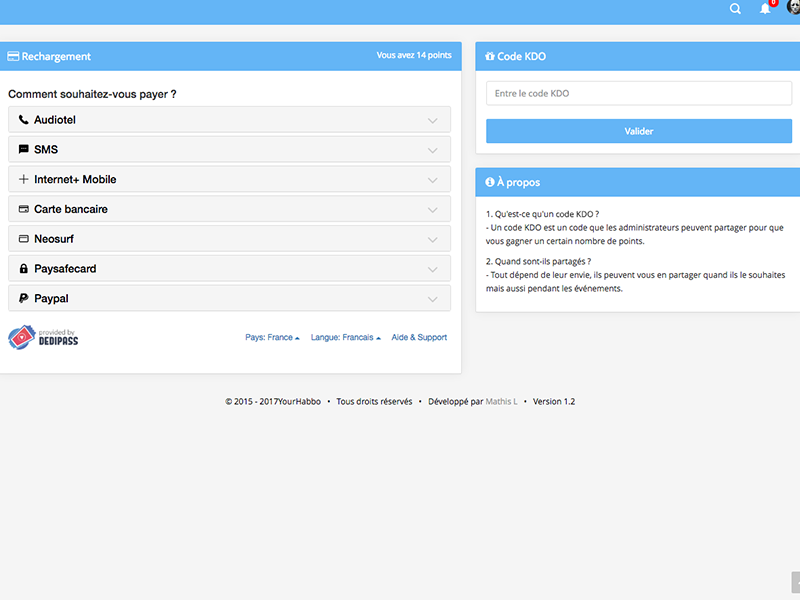 0
Rechargement
Vous avez 14 points
Comment souhaitez-vous payer ?
Audiotel
SMS
Internet+ Mobile
Carte bancaire
Neosurf
Paysafecard
Paypal
provided by
DEDIPASS
Pays: France
Langue: Francais
Aide & Support
Code KDO
Entre le code KDO
Valider
À propos
1. Qu'est-ce qu'un code KDO ?
- Un code KDO est un code que les administrateurs peuvent partager pour que
vous gagner un certain nombre de points.
2. Quand sont-ils partagés ?
- Tout dépend de leur envie, ils peuvent vous en partager quand ils le souhaites
mais aussi pendant les événements.
© 2015 - 2017YourHabbo • Tous droits réservés • Développé par Mathis L • Version 1.2